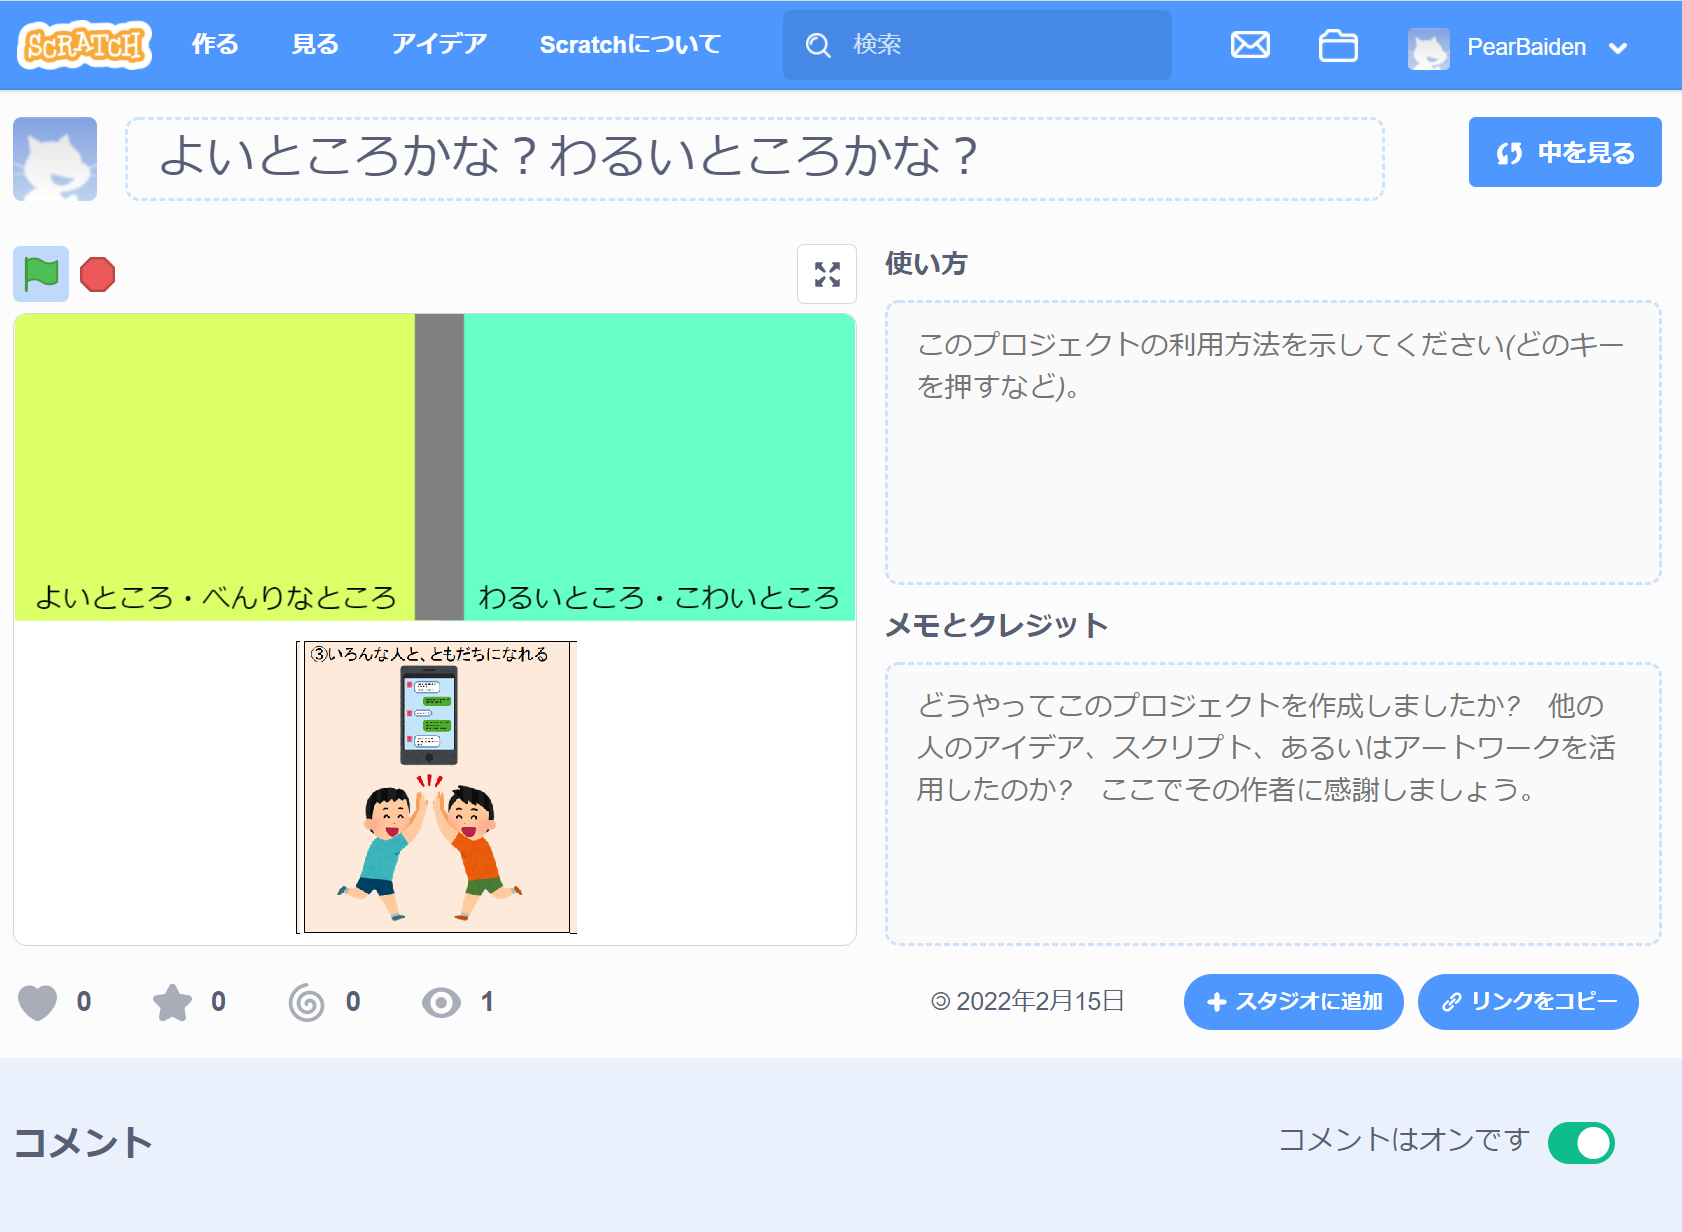 SCRATCH 作る 見る アイデア Scratchについて 検索 PearBaiden
よいところかな？わるいところかな？
中を見る
使い方
このプロジェクトの利用方法を示してください(どのキー
を押すなど)。
よいところ・べんりなところ
わるいところ・こわいところ
③いろんな人と、ともだちになれる
メモとクレジット
どうやってこのプロジェクトを作成しましたか?　他の
人のアイデア、スクリプト、あるいはアートワークを活
用したのか?　ここでその作者に感謝しましょう。
0 0 0 1
2022年2月15日
スタジオに追加
リンクをコピー
コメント
コメントはオンです